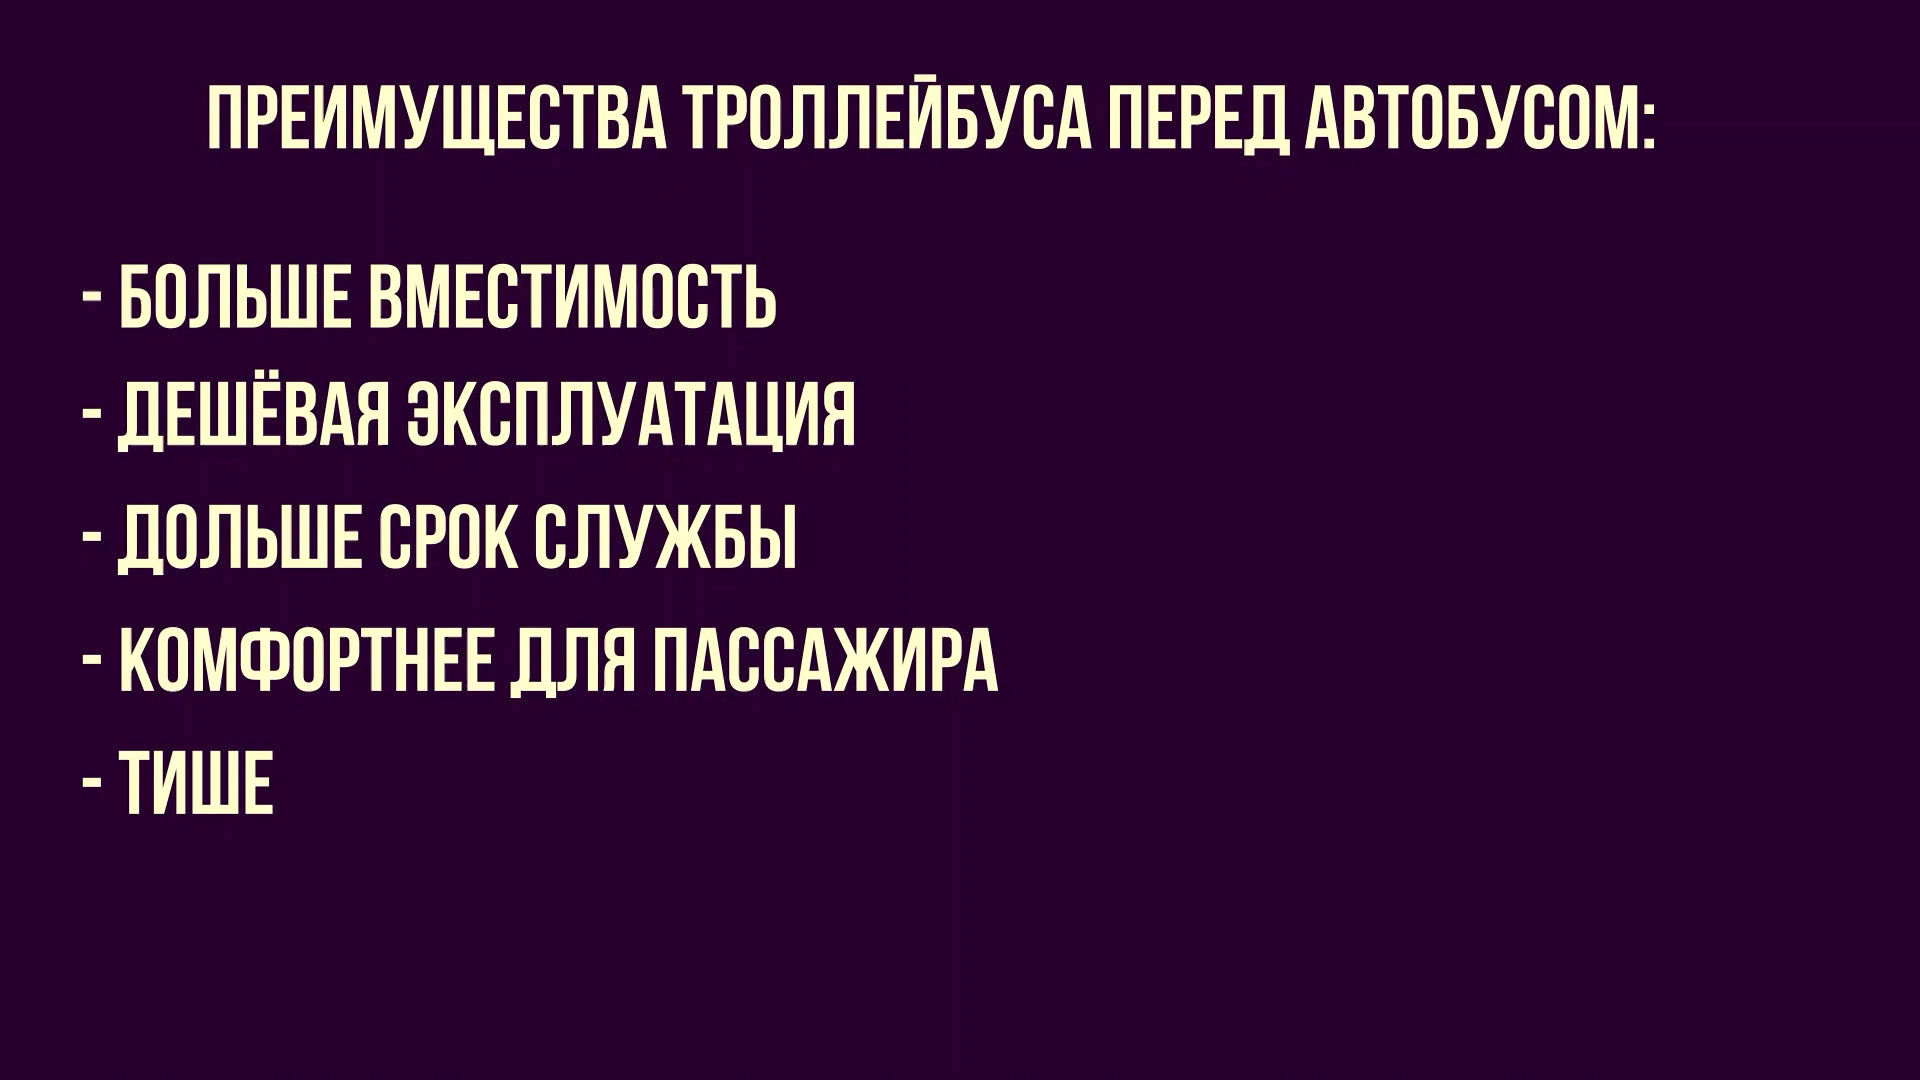 ПРЕИМУЩЕСТВА ТРОЛЛЕЙБУСА ПЕРЕД АВТОБУСОМ:
- БОЛЬШЕ ВМЕСТИМОСТЬ
- ДЕШЁВАЯ ЭКСПЛУАТАЦИЯ
- ДОЛЬШЕ СРОК СЛУЖБЫ
- КОМФОРТНЕЕ ДЛЯ ПАССАЖИРА
- ТИШЕ